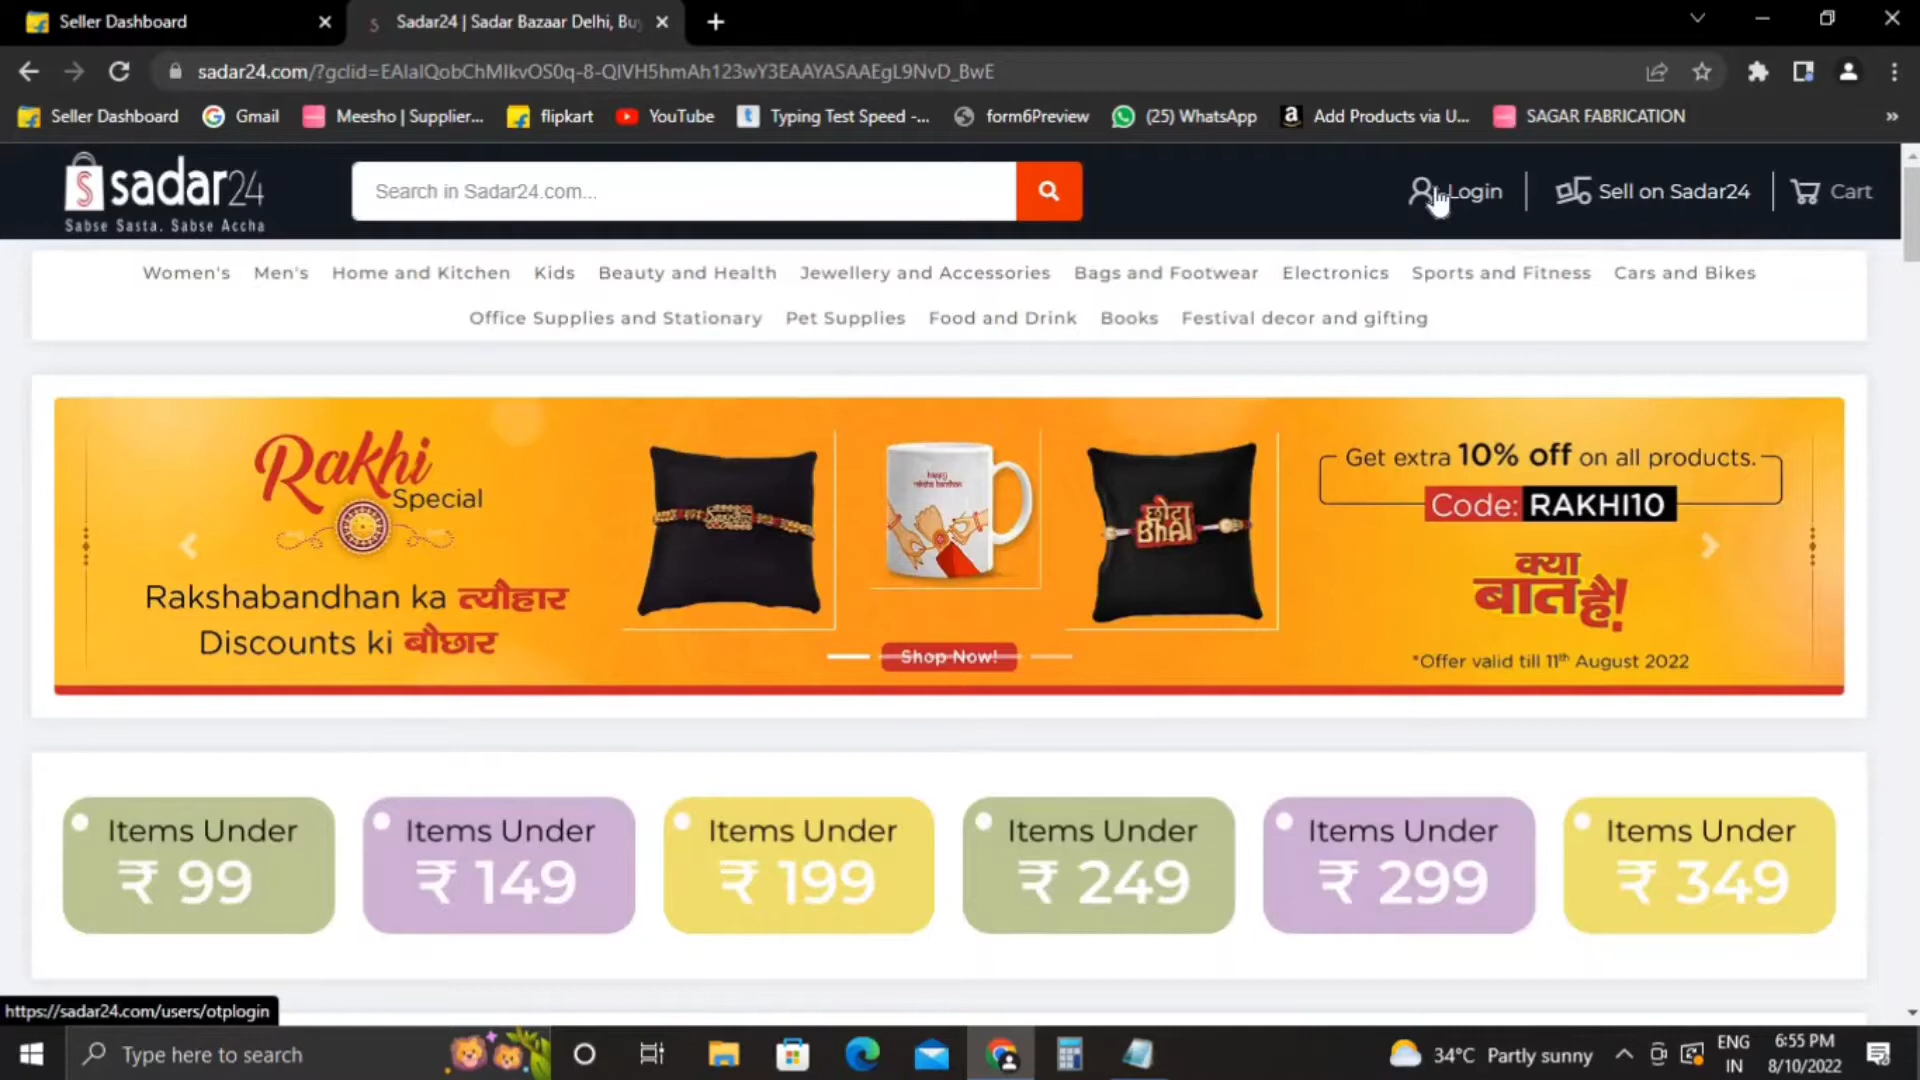 Seller Dashboard
Sadar24 | Sadar Bazaar Delhi, Bu
sadar24.com/?gclid=EAIaIQobChMIkvOS0q-8-QIVH5hmAh123wY3EAAYASAAEgL9NvD_BwE
Seller Dashboard Gmail Meesho | Supplier... flipkart YouTube Typing Test Speed -... form6Preview (25) WhatsApp Add Products via U... SAGAR FABRICATION »
sadar24
Sabse Sasta. Sabse Accha
Search in Sadar24.com...
Login Sell on Sadar24 Cart
Women's Men's Home and Kitchen Kids Beauty and Health Jewellery and Accessories Bags and Footwear Electronics Sports and Fitness Cars and Bikes
Office Supplies and Stationary Pet Supplies Food and Drink Books Festival decor and gifting
Rakhi
Special
Rakshabandhan ka त्यौहार
Discounts ki बौछार
happy
raksha bandhan
छोटा
BHAI
Shop Now!
Get extra 10% off on all products.
Code: RAKHI10
क्या
बात है!
*Offer valid till 11th August 2022
Items Under
₹ 99
Items Under
₹ 149
Items Under
₹ 199
Items Under
₹ 249
Items Under
₹ 299
Items Under
₹ 349
https://sadar24.com/users/otplogin
Type here to search
34°C Partly sunny
ENG
IN
6:55 PM
8/10/2022